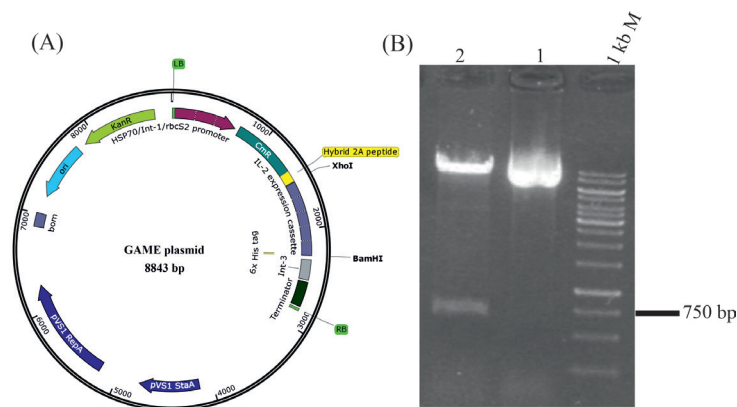 (A)
(B)
LB
KanR
HSP70/Int-1/rbcS2 promoter
CmR
Hybrid 2A peptide
XhoI
IL-2 expression cassette
BamHI
6x His tag
Int-3
Terminator
RB
pVS1 StaA
pVS1 RepA
bom
ori
1000
2000
3000
4000
5000
6000
7000
8000
GAME plasmid
8843 bp
2
1
1 kb M
750 bp